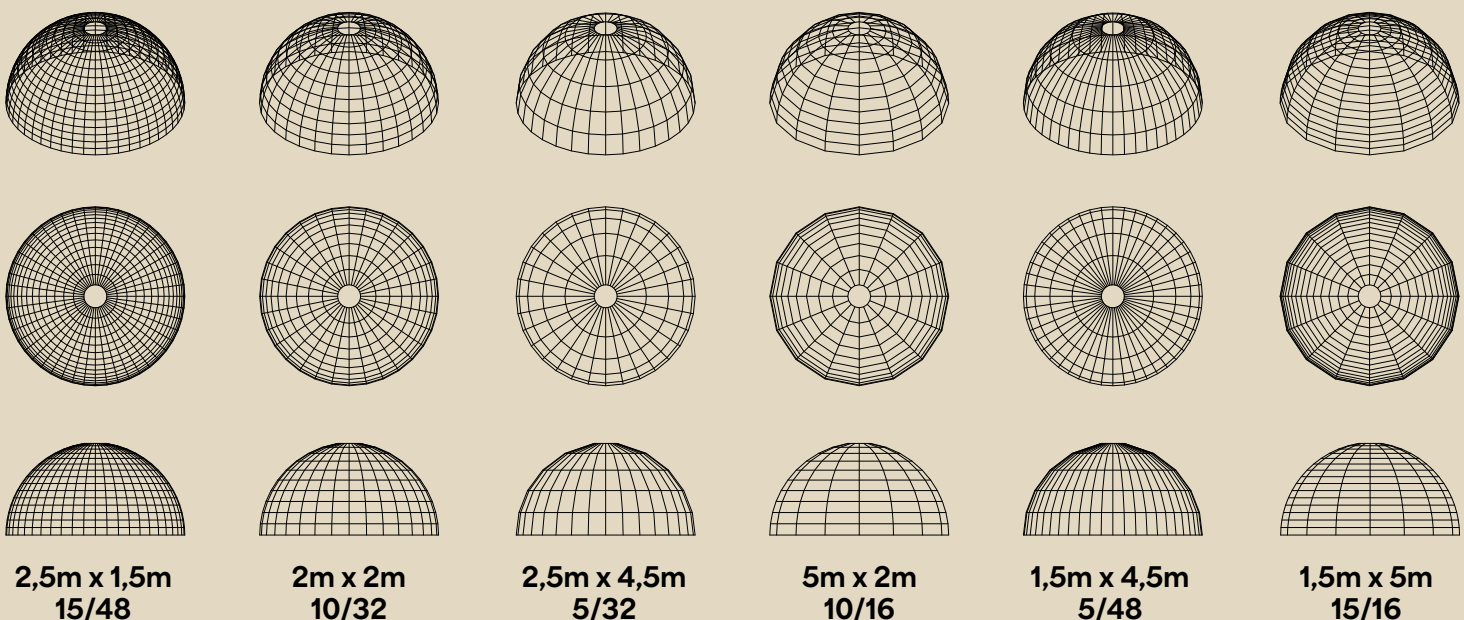 2,5m x 1,5m
15/48
2m x 2m
10/32
2,5m x 4,5m
5/32
5m x 2m
10/16
1,5m x 4,5m
5/48
1,5m x 5m
15/16